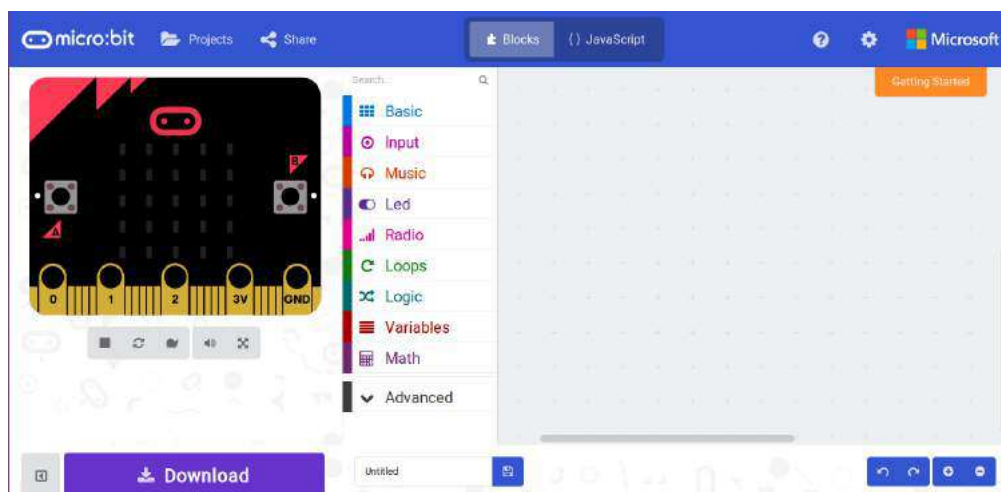 micro:bit Projects Share Blocks {} JavaScript Microsoft
Search...
Getting Started
Basic
Input
Music
Led
Radio
Loops
Logic
Variables
Math
Advanced
B
A
0 1 2 3V GND
Download
Untitled